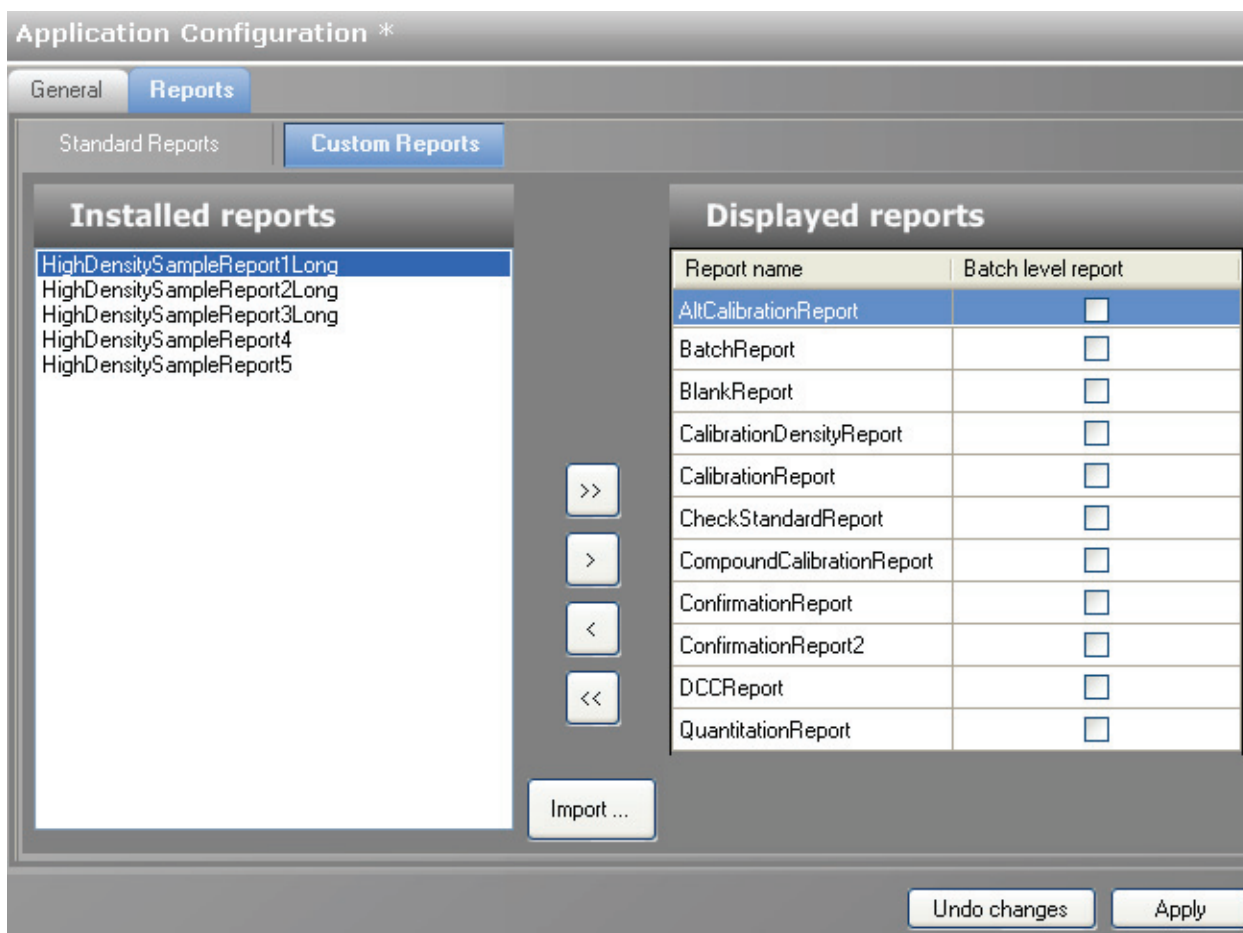 Application Configuration *
General Reports
Standard Reports Custom Reports
Installed reports
HighDensitySampleReport1Long
HighDensitySampleReport2Long
HighDensitySampleReport3Long
HighDensitySampleReport4
HighDensitySampleReport5
>>
>
<
<<
Import ...
Displayed reports
Report name Batch level report
AltCalibrationReport
BatchReport
BlankReport
CalibrationDensityReport
CalibrationReport
CheckStandardReport
CompoundCalibrationReport
ConfirmationReport
ConfirmationReport2
DCCReport
QuantitationReport
Undo changes Apply